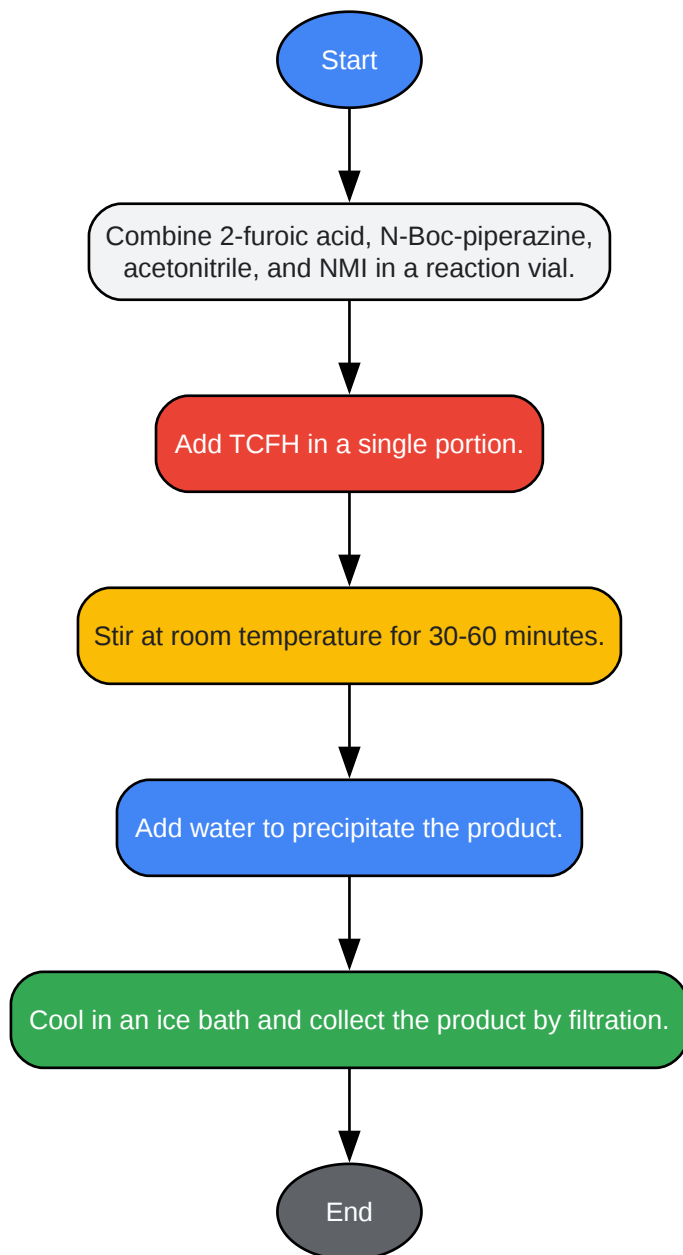 Start
Combine 2-furoic acid, N-Boc-piperazine,
acetonitrile, and NMI in a reaction vial.
Add TCFH in a single portion.
Stir at room temperature for 30-60 minutes.
Add water to precipitate the product.
Cool in an ice bath and collect the product by filtration.
End